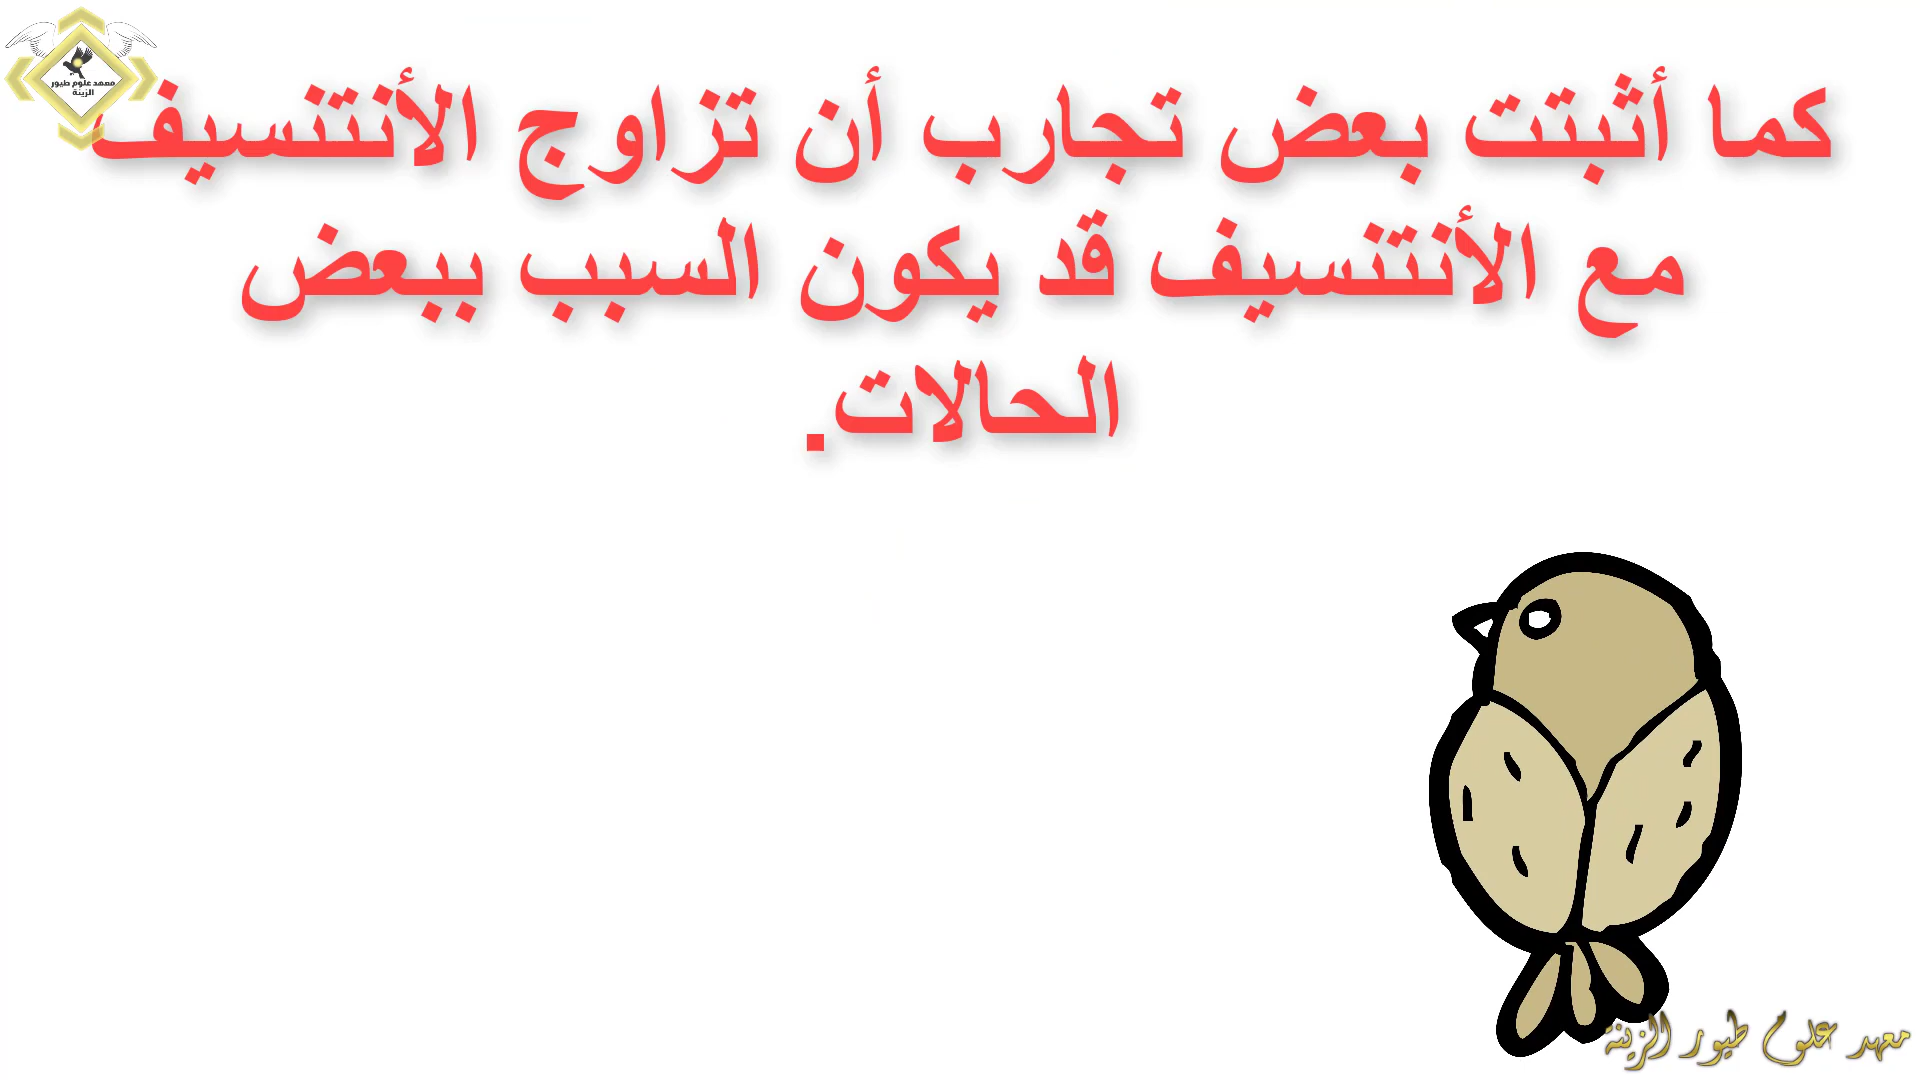 معهد علوم طيور
الزينة
كما أثبتت بعض تجارب أن تزاوج الأنتنسيف
مع الأنتنسيف قد يكون السبب ببعض
الحالات.
معهد علوم طيور الزينة